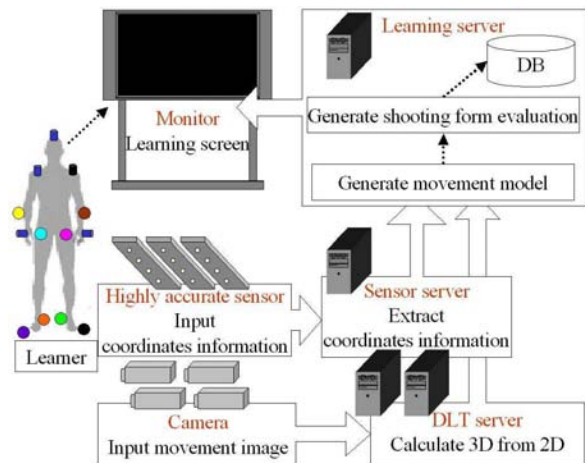 Learning server
DB
Monitor
Learning screen
Generate shooting form evaluation
Generate movement model
Highly accurate sensor
Input
coordinates information
Sensor server
Extract
coordinates information
Learner
Camera
Input movement image
DLT server
Calculate 3D from 2D